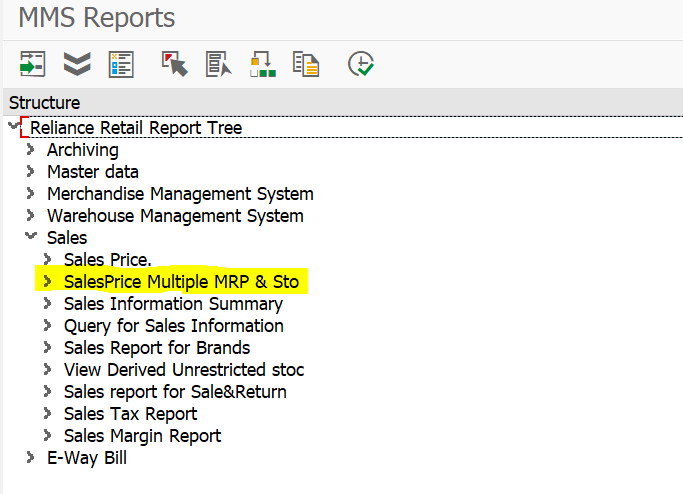 MMS Reports
Structure
Reliance Retail Report Tree
Archiving
Master data
Merchandise Management System
Warehouse Management System
Sales
Sales Price.
SalesPrice Multiple MRP & Sto
Sales Information Summary
Query for Sales Information
Sales Report for Brands
View Derived Unrestricted stoc
Sales report for Sale&Return
Sales Tax Report
Sales Margin Report
E-Way Bill